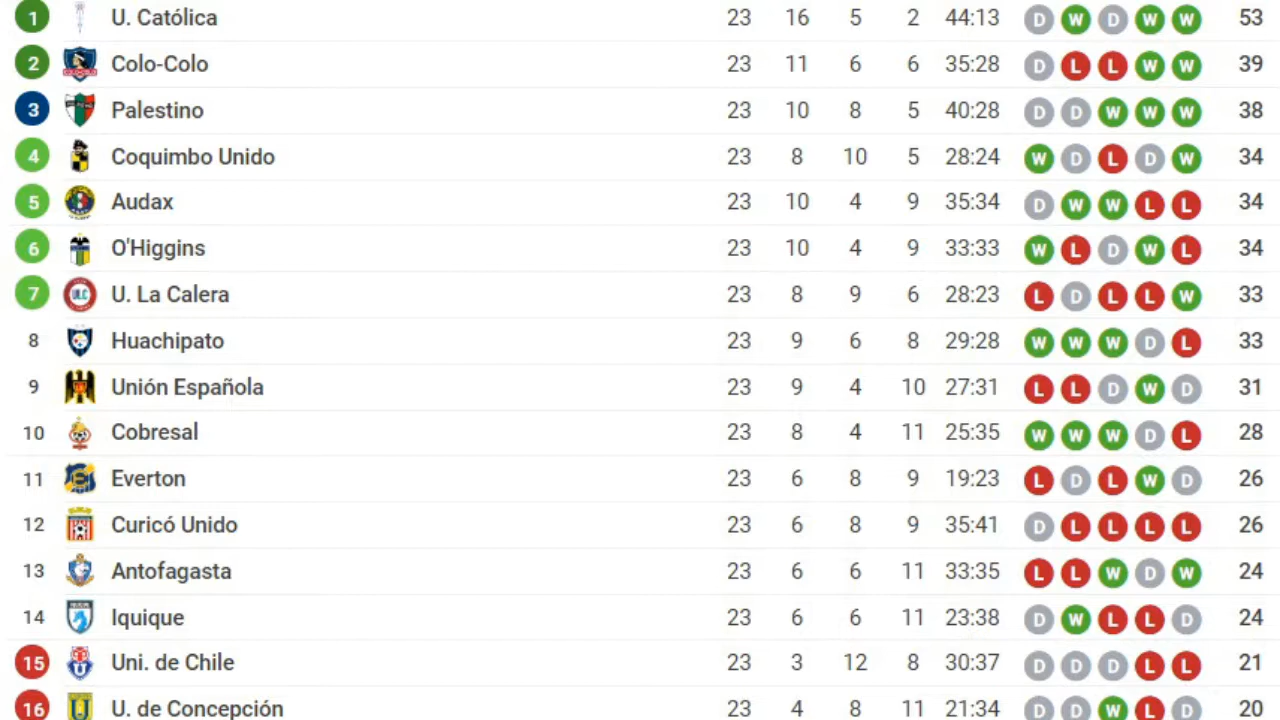 1 U. Católica 23 16 5 2 44:13 D W D W W 53
2 Colo-Colo 23 11 6 6 35:28 D L L W W 39
3 Palestino 23 10 8 5 40:28 D D W W W 38
4 Coquimbo Unido 23 8 10 5 28:24 W D L D W 34
5 Audax 23 10 4 9 35:34 D W W L L 34
6 O'Higgins 23 10 4 9 33:33 W L D W L 34
7 U. La Calera 23 8 9 6 28:23 L D L L W 33
8 Huachipato 23 9 6 8 29:28 W W W D L 33
9 Unión Española 23 9 4 10 27:31 L L D W D 31
10 Cobresal 23 8 4 11 25:35 W W W D L 28
11 Everton 23 6 8 9 19:23 L D L W D 26
12 Curicó Unido 23 6 8 9 35:41 D L L L L 26
13 Antofagasta 23 6 6 11 33:35 L L W D W 24
14 Iquique 23 6 6 11 23:38 D W L L D 24
15 Uni. de Chile 23 3 12 8 30:37 D D D L L 21
16 U. de Concepción 23 4 8 11 21:34 D D W L D 20